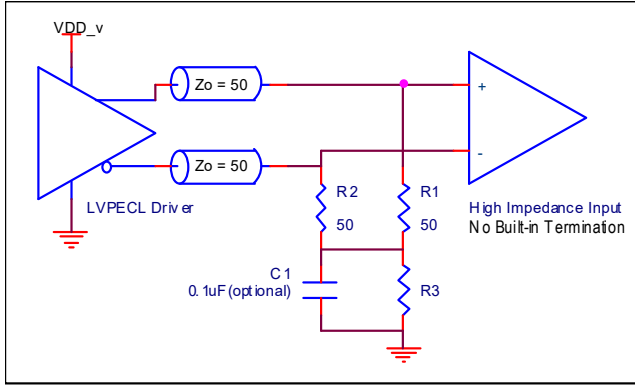 VDD_v
Zo = 50
+
Zo = 50
-
R2
50
R1
50
LVPECL Driver
High Impedance Input
No Built-in Termination
C1
0.1uF(optional)
R3